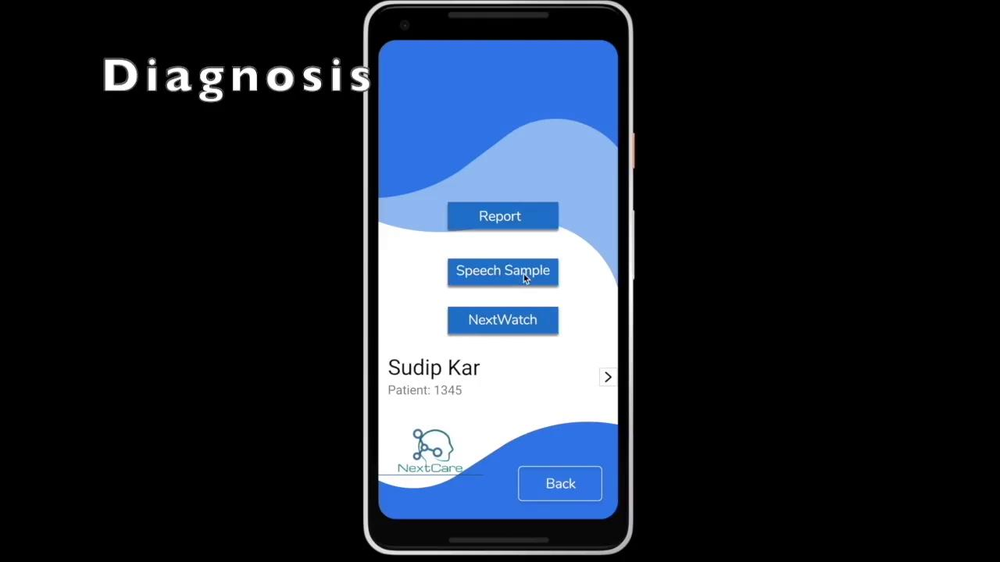 Diagnosis
Report
Speech Sample
NextWatch
Sudip Kar
Patient: 1345
NextCare
Back